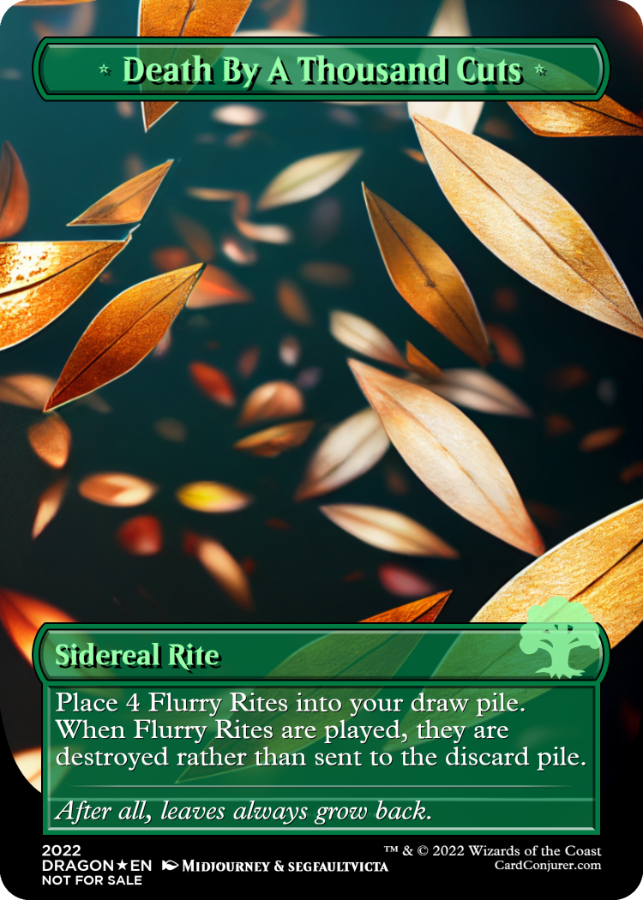 Death By A Thousand Cuts
Sidereal Rite
Place 4 Flurry Rites into your draw pile.
When Flurry Rites are played, they are
destroyed rather than sent to the discard pile.
After all, leaves always grow back.
2022
DRAGON★EN
Midjourney & segfaultvicta
NOT FOR SALE
™ & © 2022 Wizards of the Coast
CardConjurer.com